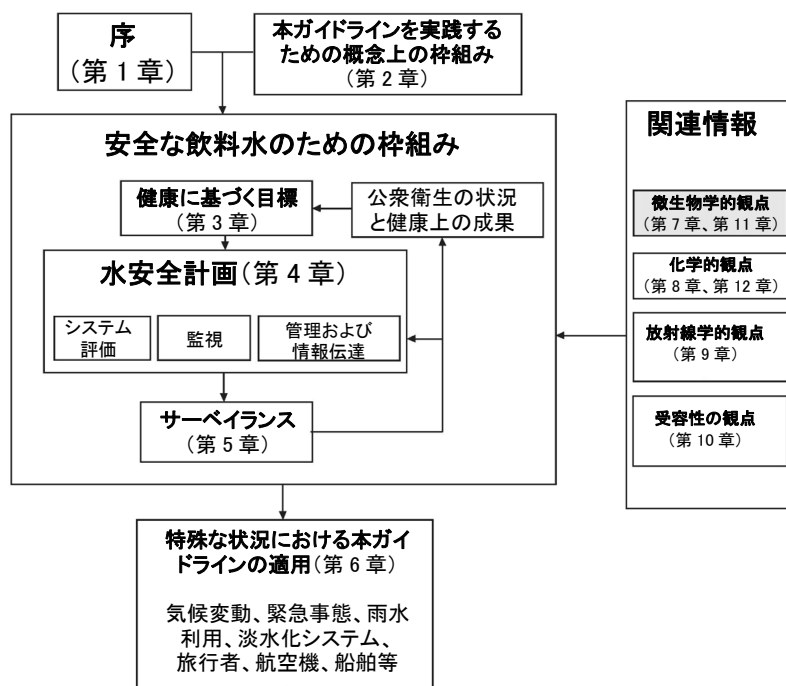 序
(第 1 章)
本ガイドラインを実践する
ための概念上の枠組み
(第 2 章)
安全な飲料水のための枠組み
健康に基づく目標
(第 3 章)
公衆衛生の状況
と健康上の成果
水安全計画(第 4 章)
システム
評価
監視
管理および
情報伝達
サーベイランス
(第 5 章)
関連情報
微生物学的観点
(第 7 章、第 11 章)
化学的観点
(第 8 章、第 12 章)
放射線学的観点
(第 9 章)
受容性の観点
(第 10 章)
特殊な状況における本ガイ
ドラインの適用(第 6 章)
気候変動、緊急事態、雨水
利用、淡水化システム、
旅行者、航空機、船舶等